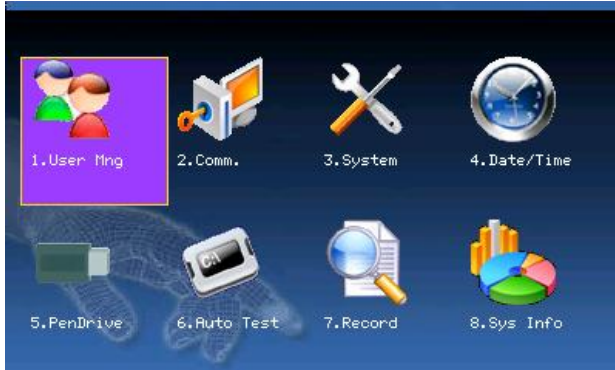 1.User Mng
2.Comm.
3.System
4.Date/Time
5.PenDrive
6.Auto Test
7.Record
8.Sys Info
C:\